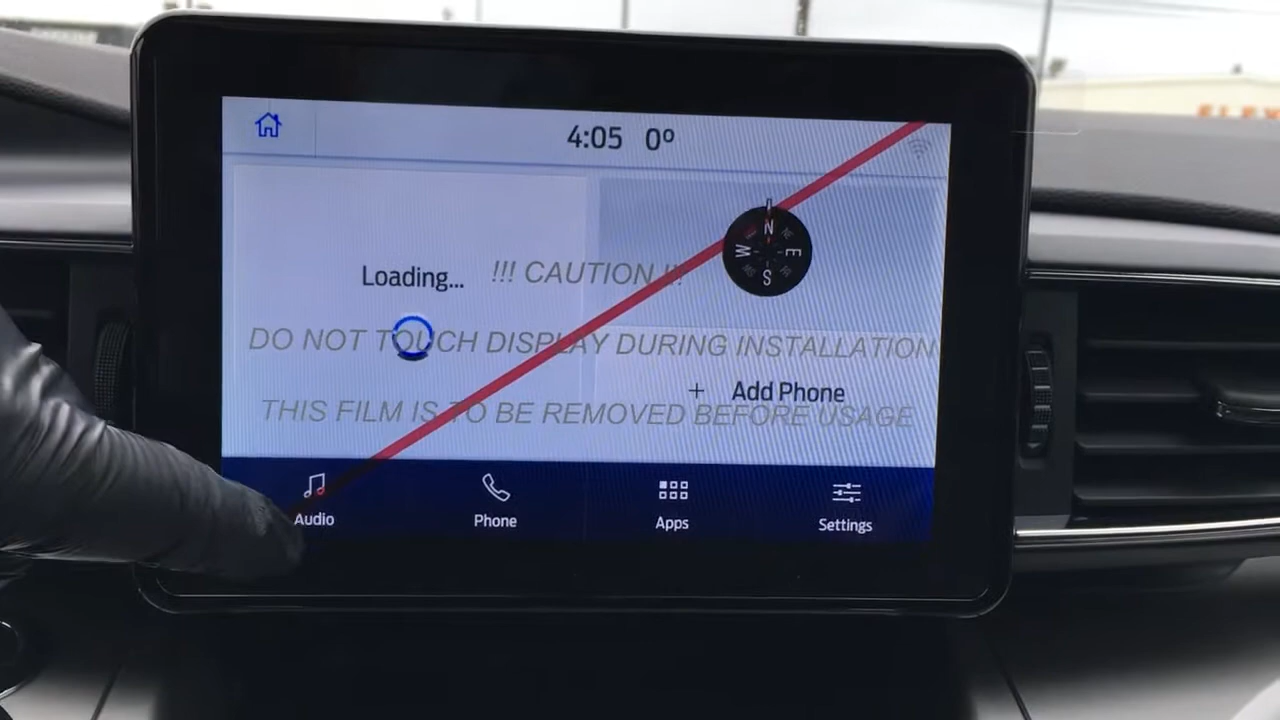 4:05 0°
Loading...
!!! CAUTION !!!
N
W E
S
DO NOT TOUCH DISPLAY DURING INSTALLATION
+ Add Phone
THIS FILM IS TO BE REMOVED BEFORE USAGE
Audio Phone Apps Settings